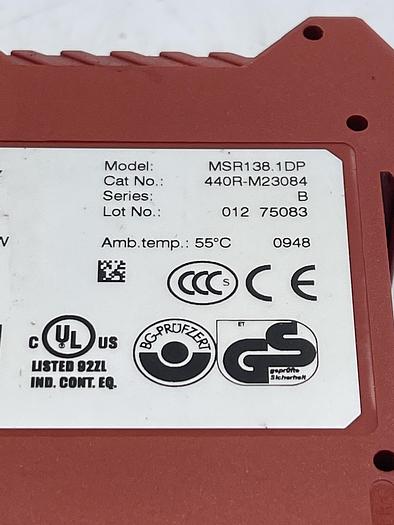 Model: MSR138.1DP
Cat No.: 440R-M23084
Series: B
Lot No.: 012 75083
Amb.temp.: 55°C 0948
CCC S CE
C UL US
LISTED 92ZL
IND. CONT. EQ.
BG-PRÜFZERT
ET
GS
geprüfte
Sicherheit